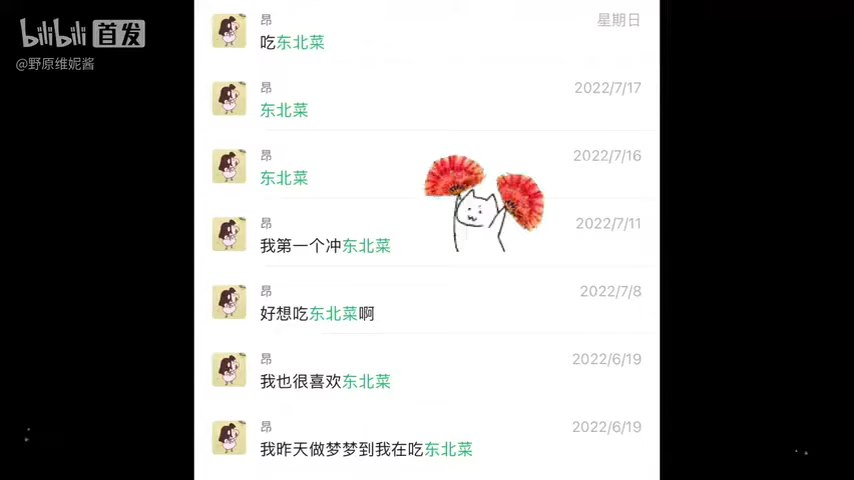 bilibili 首发
@野原维妮酱
昂 星期日
吃东北菜
昂 2022/7/17
东北菜
昂 2022/7/16
东北菜
昂 2022/7/11
我第一个冲东北菜
昂 2022/7/8
好想吃东北菜啊
昂 2022/6/19
我也很喜欢东北菜
昂 2022/6/19
我昨天做梦梦到我在吃东北菜